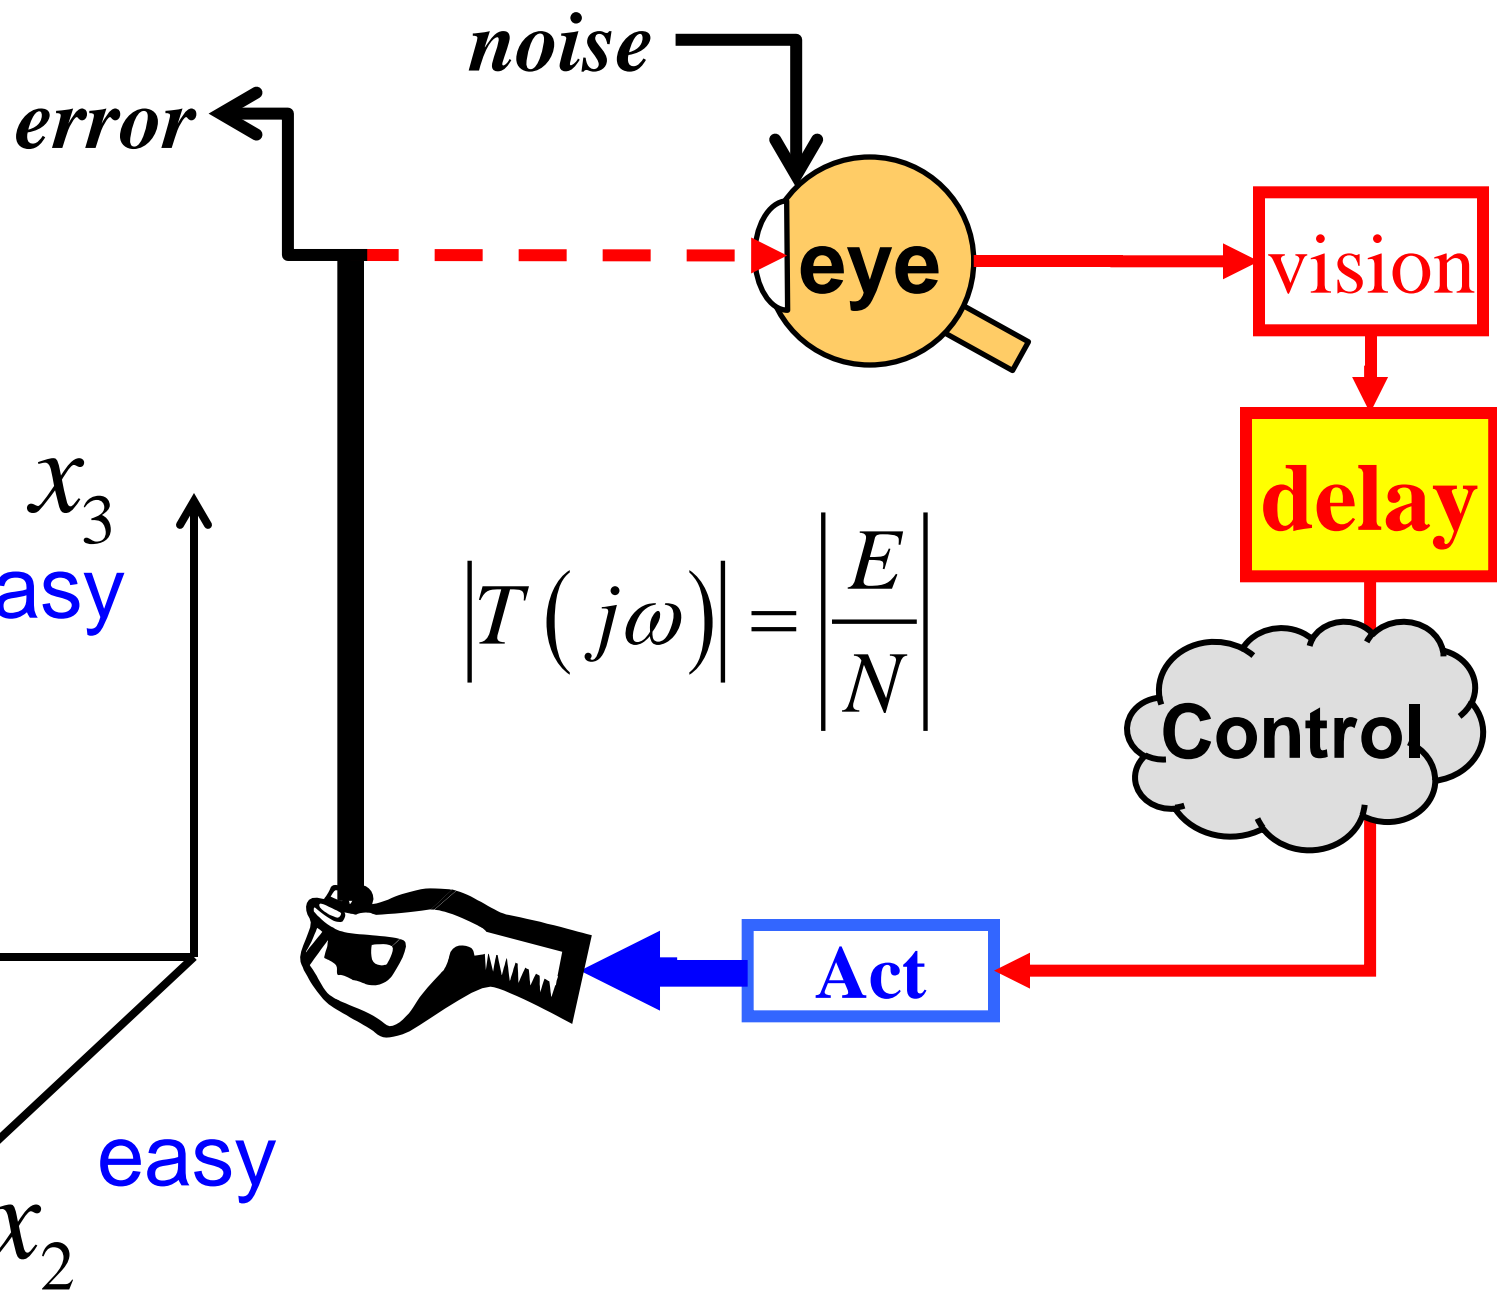 noise
error
eye
vision
delay
x₃
asy
|T(jω)| = |E/N|
Control
Act
easy
x₂